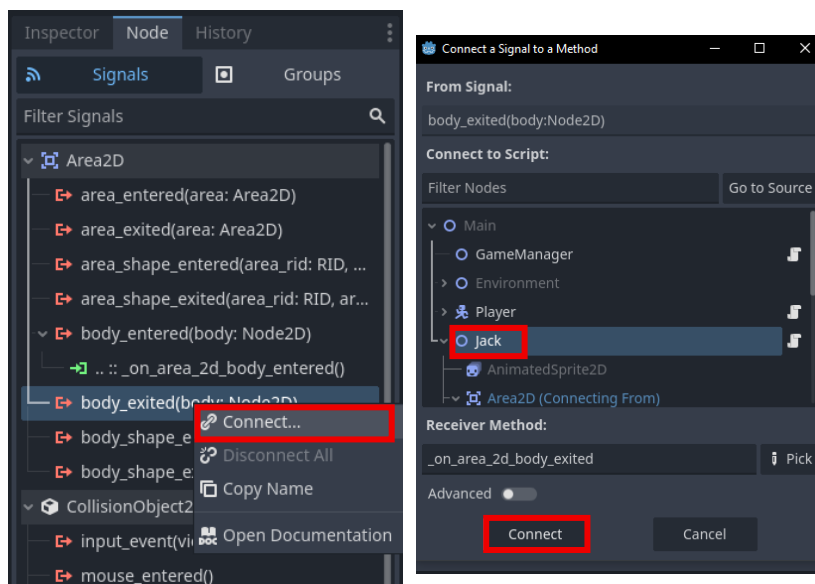 Inspector Node History
Signals Groups
Filter Signals
Area2D
area_entered(area: Area2D)
area_exited(area: Area2D)
area_shape_entered(area_rid: RID, ...
area_shape_exited(area_rid: RID, ar...
body_entered(body: Node2D)
.. :: _on_area_2d_body_entered()
body_exited(body: Node2D)
Connect...
body_shape_e
Disconnect All
body_shape_ex
Copy Name
CollisionObject2
DOC Open Documentation
input_event(vi
mouse_entered()
Connect a Signal to a Method
From Signal:
body_exited(body:Node2D)
Connect to Script:
Filter Nodes Go to Source
Main
GameManager
Environment
Player
Jack
AnimatedSprite2D
Area2D (Connecting From)
Receiver Method:
_on_area_2d_body_exited Pick
Advanced
Connect Cancel